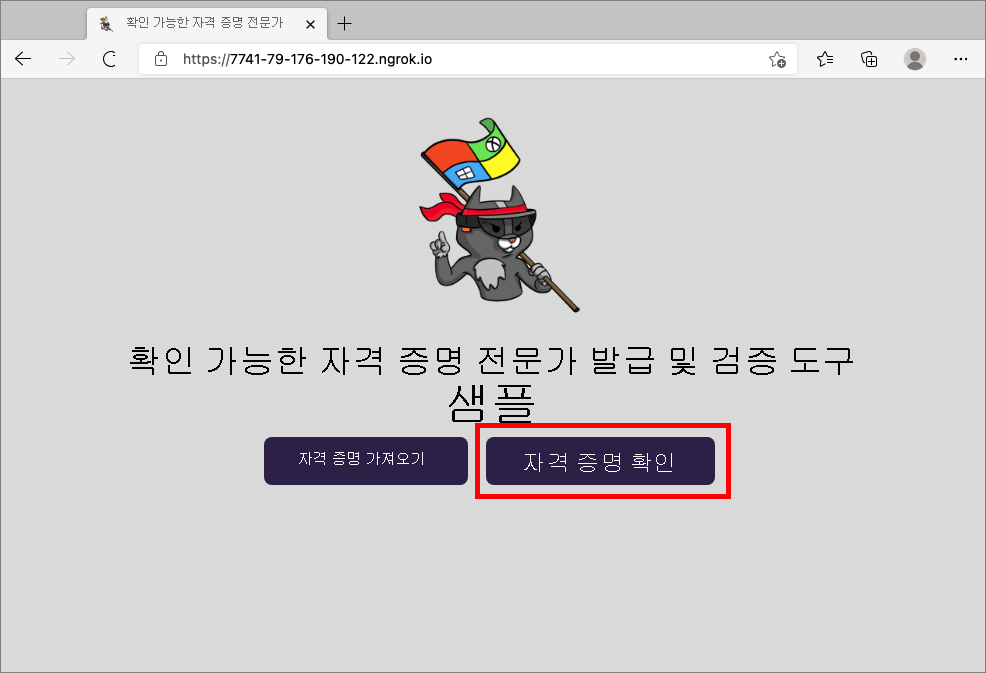 확인 가능한 자격 증명 전문가
https://7741-79-176-190-122.ngrok.io
확인 가능한 자격 증명 전문가 발급 및 검증 도구
샘플
자격 증명 가져오기
자격 증명 확인